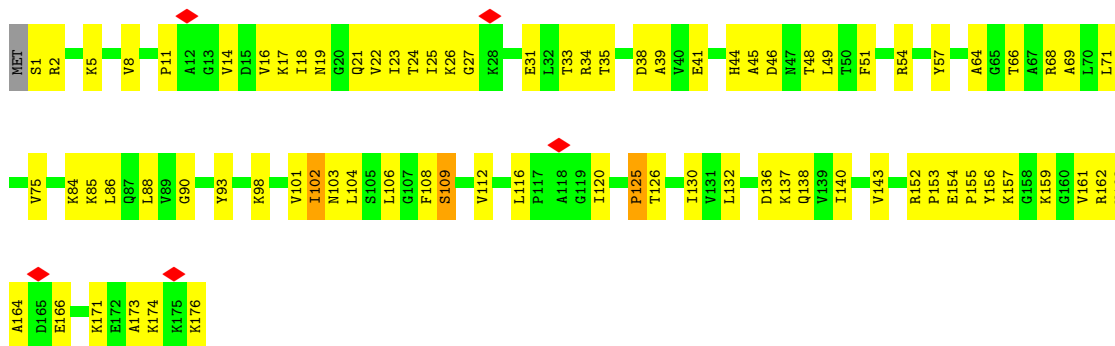 MET S1 R2 K5 V8 P11 A12 G13 V14 D15 V16 K17 I18 N19 G20 Q21 V22 I23 T24 I25 K26 G27 K28 E31 L32 T33 R34 T35 D38 A39 V40 E41 H44 A45 D46 N47 T48 L49 T50 F51 R54 Y57 A64 G65 T66 A67 R68 A69 L70 L71
V75 K84 K85 L86 Q87 L88 V89 G90 Y93 K98 V101 I102 N103 L104 S105 L106 G107 F108 S109 V112 L116 P117 A118 G119 I120 P125 T126 I130 V131 L132 D136 K137 Q138 V139 I140 V143 R152 P153 E154 P155 Y156 K157 G158 K159 G160 V161 R162
A164 D165 E166 K171 E172 A173 K174 K175 K176